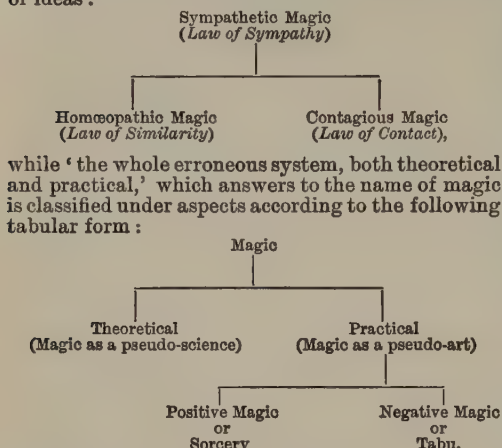 of ideas :
Sympathetic Magic
(Law of Sympathy)
Homœopathic Magic Contagious Magic
(Law of Similarity) (Law of Contact),
while ‘ the whole erroneous system, both theoretical
and practical,’ which answers to the name of magic
is classified under aspects according to the following
tabular form :
Magic
Theoretical Practical
(Magic as a pseudo-science) (Magic as a pseudo-art)
Positive Magic Negative Magic
or or
Sorcery Tabu.